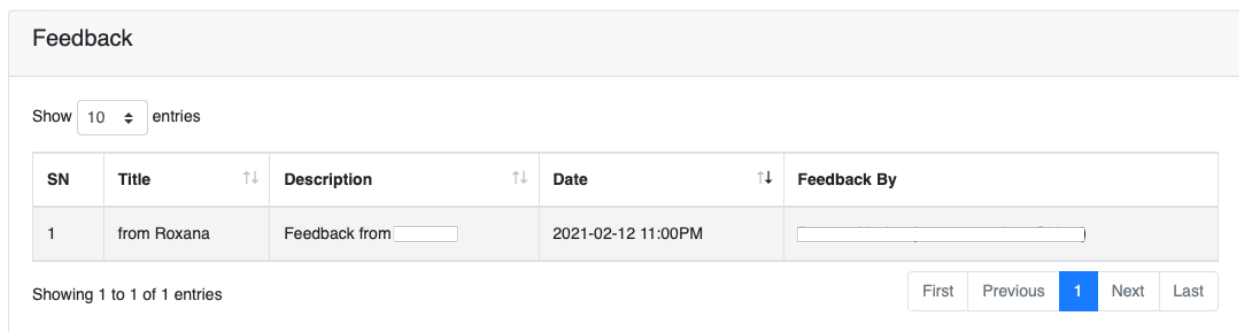 Feedback
Show 10 entries
SN Title Description Date Feedback By
1 from Roxana Feedback from 2021-02-12 11:00PM
Showing 1 to 1 of 1 entries First Previous 1 Next Last